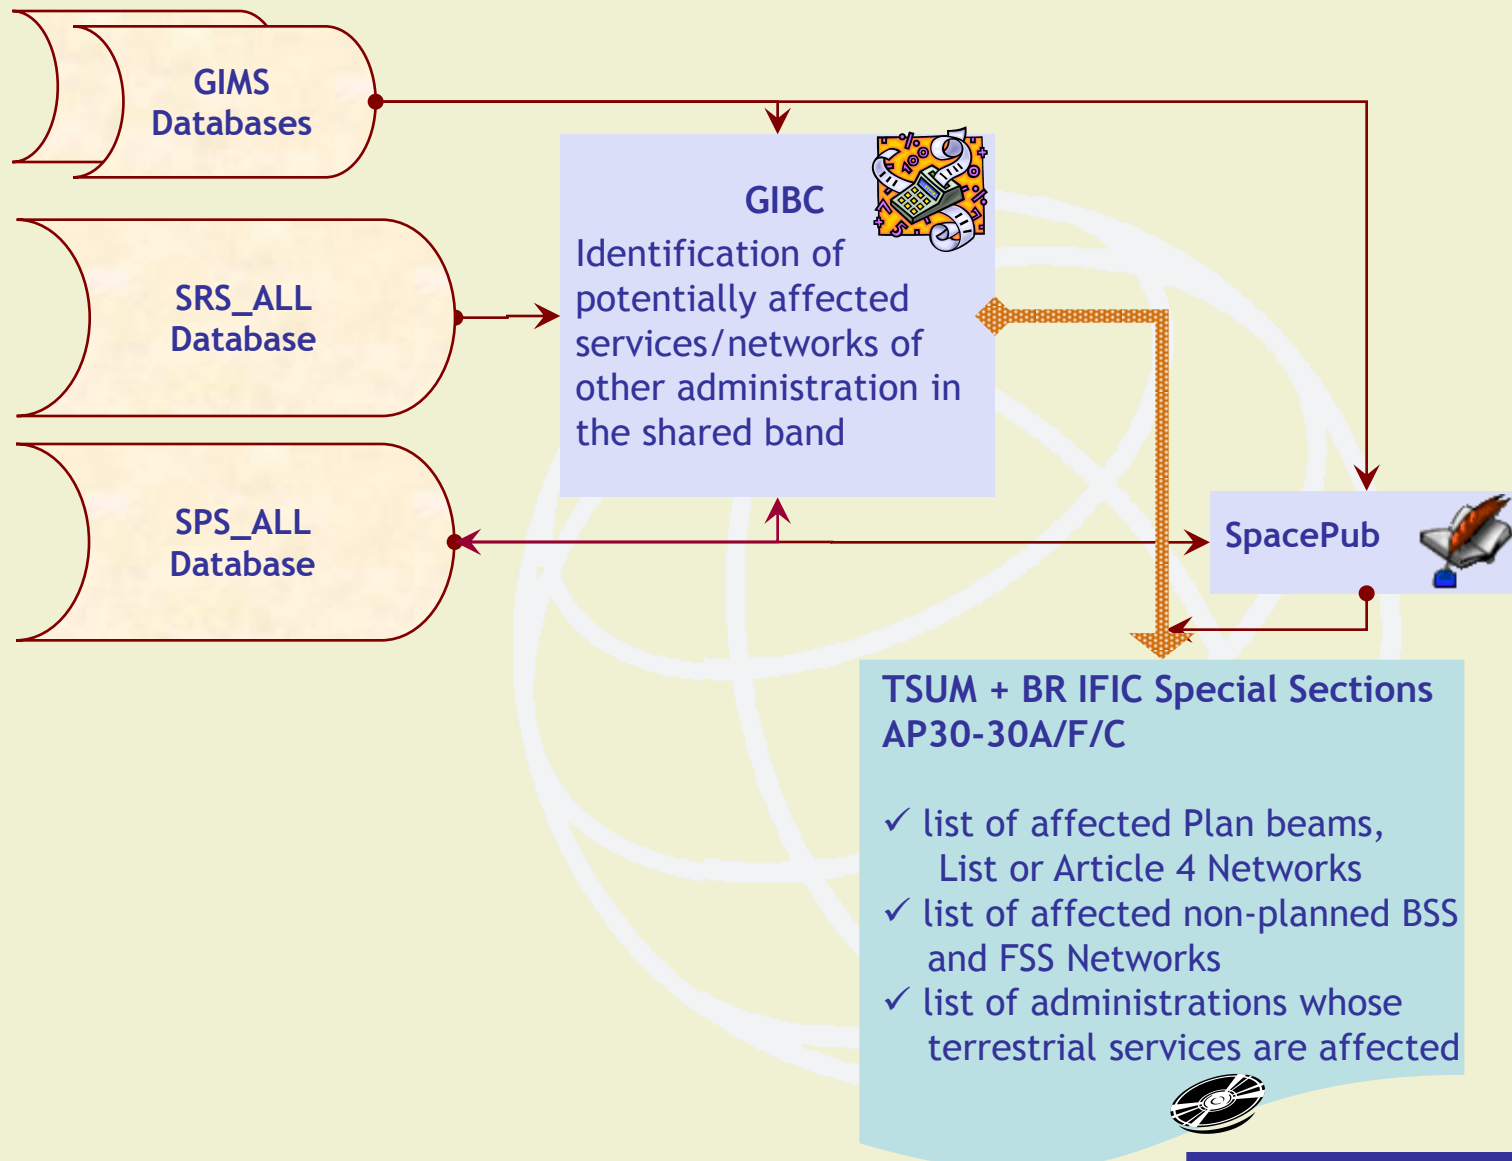 GIMS
Databases
SRS_ALL
Database
SPS_ALL
Database
GIBC
Identification of
potentially affected
services/networks of
other administration in
the shared band
SpacePub
TSUM + BR IFIC Special Sections
AP30-30A/F/C
✓ list of affected Plan beams,
List or Article 4 Networks
✓ list of affected non-planned BSS
and FSS Networks
✓ list of administrations whose
terrestrial services are affected